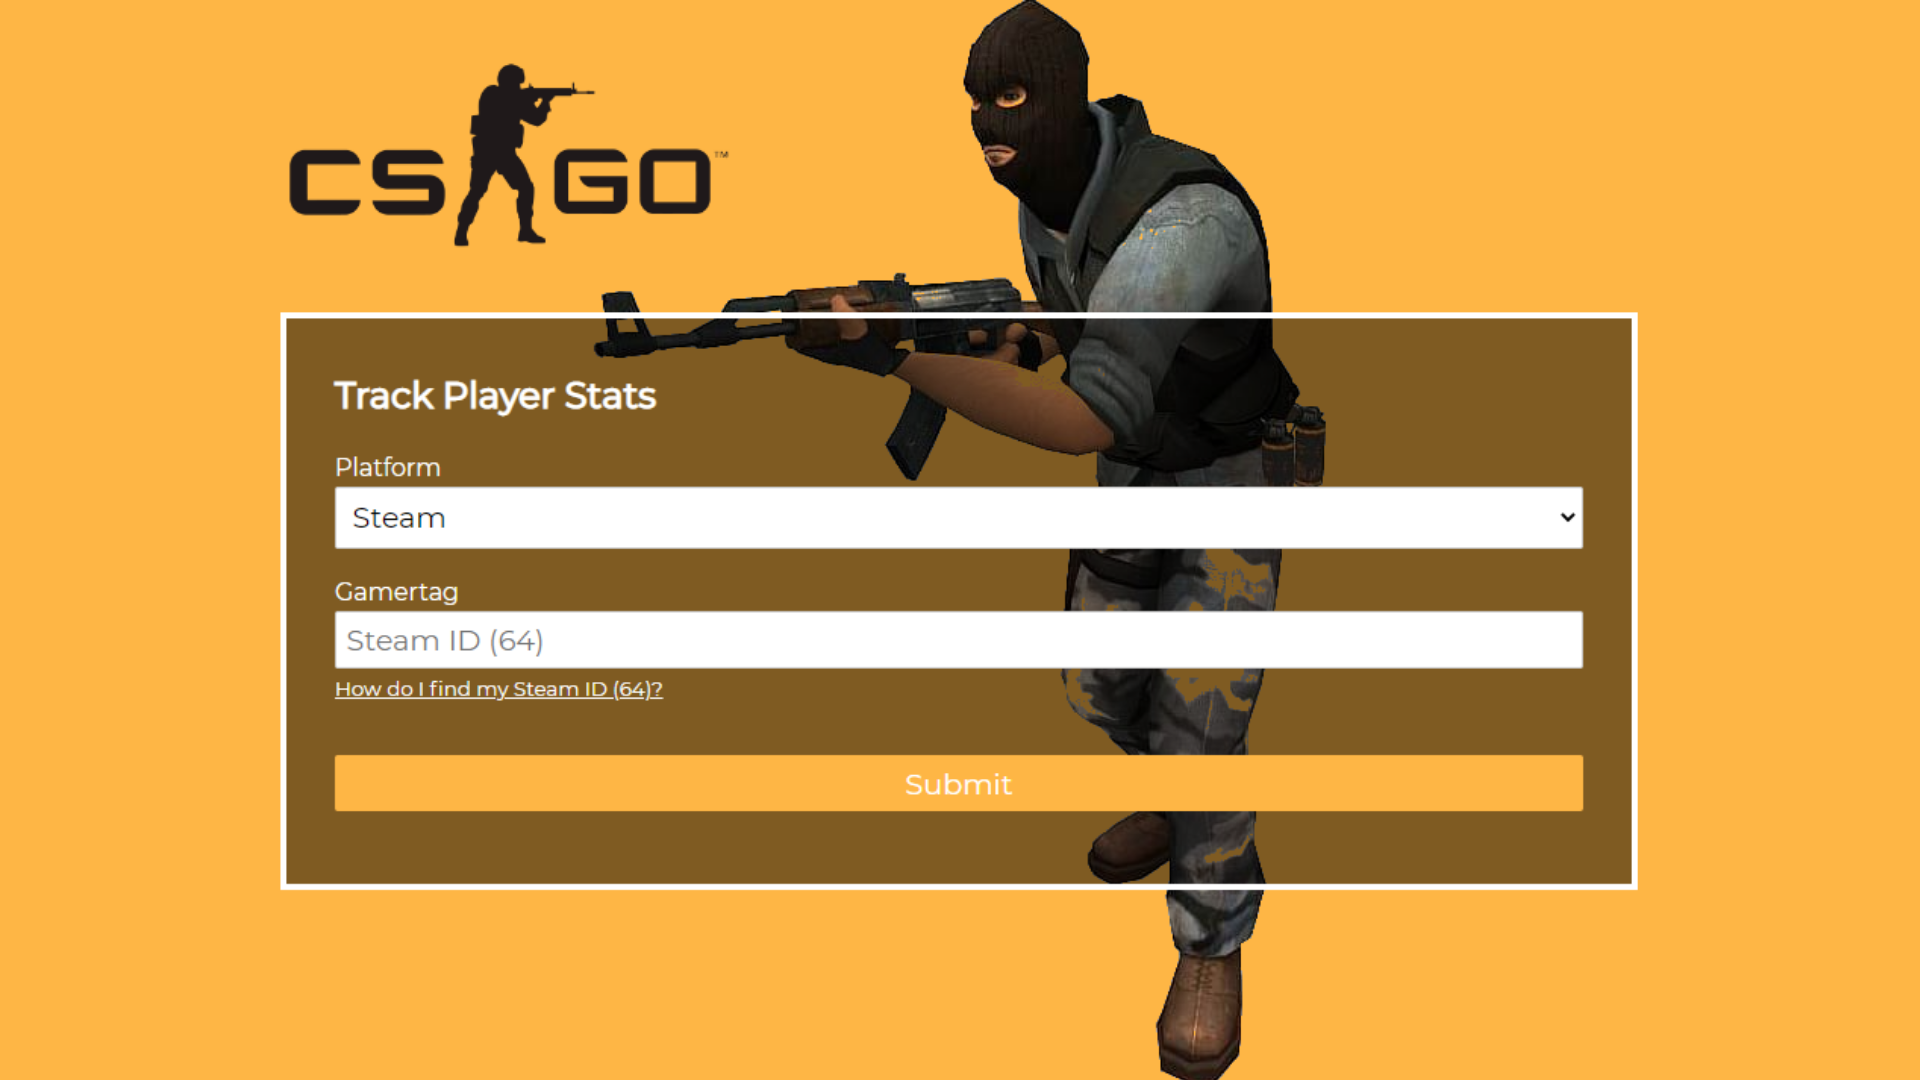 CS GO™
Track Player Stats
Platform
Steam
Gamertag
Steam ID (64)
How do I find my Steam ID (64)?
Submit